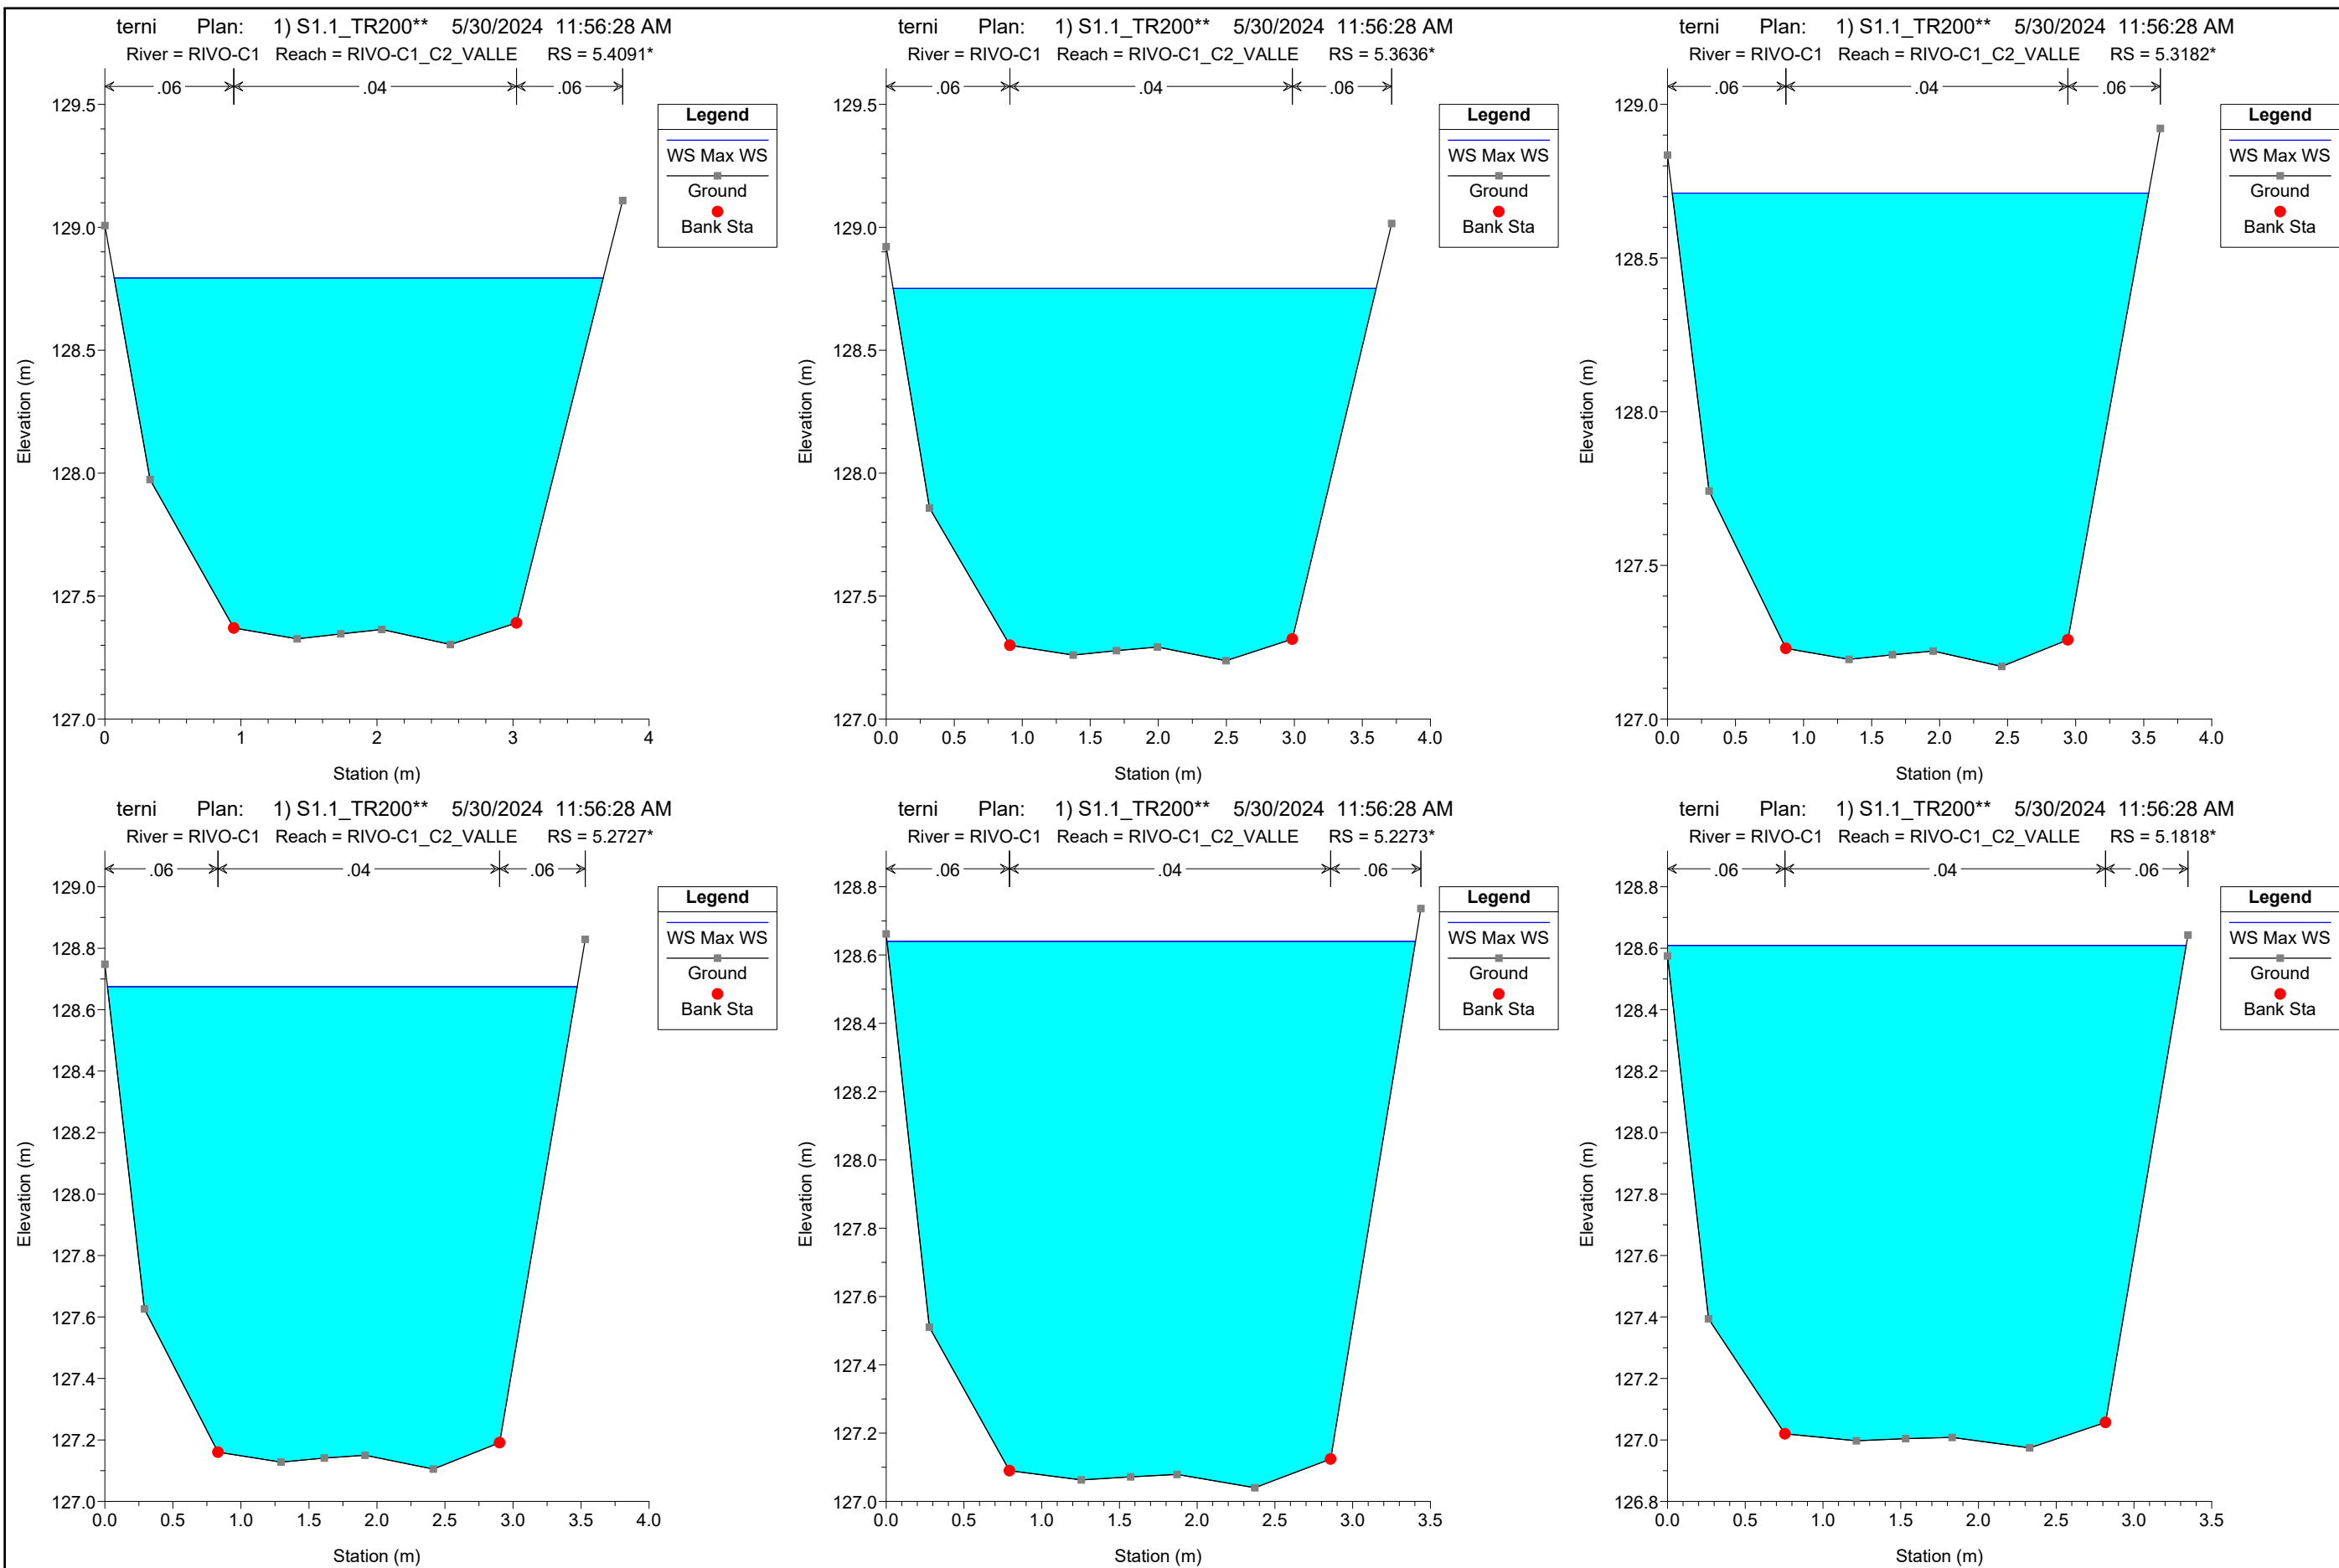 terni Plan: 1) S1.1_TR200** 5/30/2024 11:56:28 AM
River = RIVO-C1 Reach = RIVO-C1_C2_VALLE RS = 5.4091*
.06 .04 .06
129.5
129.0
128.5
128.0
127.5
127.0
0 1 2 3 4
Station (m)
Elevation (m)
Legend
WS Max WS
Ground
Bank Sta
terni Plan: 1) S1.1_TR200** 5/30/2024 11:56:28 AM
River = RIVO-C1 Reach = RIVO-C1_C2_VALLE RS = 5.3636*
.06 .04 .06
129.5
129.0
128.5
128.0
127.5
127.0
0.0 0.5 1.0 1.5 2.0 2.5 3.0 3.5 4.0
Station (m)
Elevation (m)
Legend
WS Max WS
Ground
Bank Sta
terni Plan: 1) S1.1_TR200** 5/30/2024 11:56:28 AM
River = RIVO-C1 Reach = RIVO-C1_C2_VALLE RS = 5.3182*
.06 .04 .06
129.0
128.5
128.0
127.5
127.0
0.0 0.5 1.0 1.5 2.0 2.5 3.0 3.5 4.0
Station (m)
Elevation (m)
Legend
WS Max WS
Ground
Bank Sta
terni Plan: 1) S1.1_TR200** 5/30/2024 11:56:28 AM
River = RIVO-C1 Reach = RIVO-C1_C2_VALLE RS = 5.2727*
.06 .04 .06
129.0
128.8
128.6
128.4
128.2
128.0
127.8
127.6
127.4
127.2
127.0
0.0 0.5 1.0 1.5 2.0 2.5 3.0 3.5 4.0
Station (m)
Elevation (m)
Legend
WS Max WS
Ground
Bank Sta
terni Plan: 1) S1.1_TR200** 5/30/2024 11:56:28 AM
River = RIVO-C1 Reach = RIVO-C1_C2_VALLE RS = 5.2273*
.06 .04 .06
128.8
128.6
128.4
128.2
128.0
127.8
127.6
127.4
127.2
127.0
0.0 0.5 1.0 1.5 2.0 2.5 3.0 3.5
Station (m)
Elevation (m)
Legend
WS Max WS
Ground
Bank Sta
terni Plan: 1) S1.1_TR200** 5/30/2024 11:56:28 AM
River = RIVO-C1 Reach = RIVO-C1_C2_VALLE RS = 5.1818*
.06 .04 .06
128.8
128.6
128.4
128.2
128.0
127.8
127.6
127.4
127.2
127.0
126.8
0.0 0.5 1.0 1.5 2.0 2.5 3.0 3.5
Station (m)
Elevation (m)
Legend
WS Max WS
Ground
Bank Sta